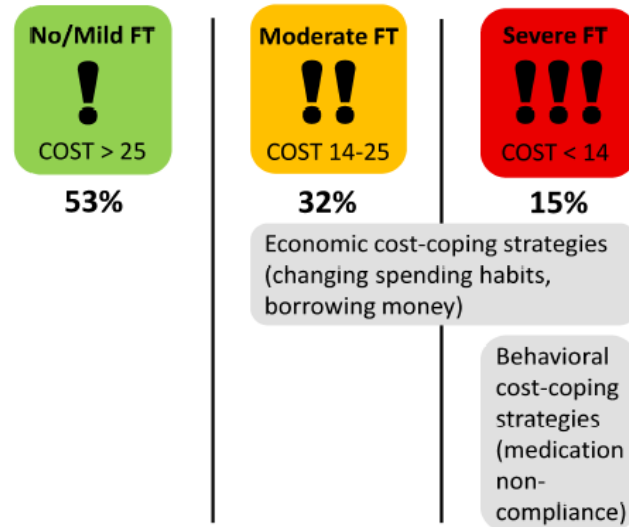 No/Mild FT
!
COST > 25
53%
Moderate FT
!!
COST 14-25
32%
Severe FT
!!!
COST < 14
15%
Economic cost-coping strategies
(changing spending habits,
borrowing money)
Behavioral
cost-coping
strategies
(medication
non-
compliance)